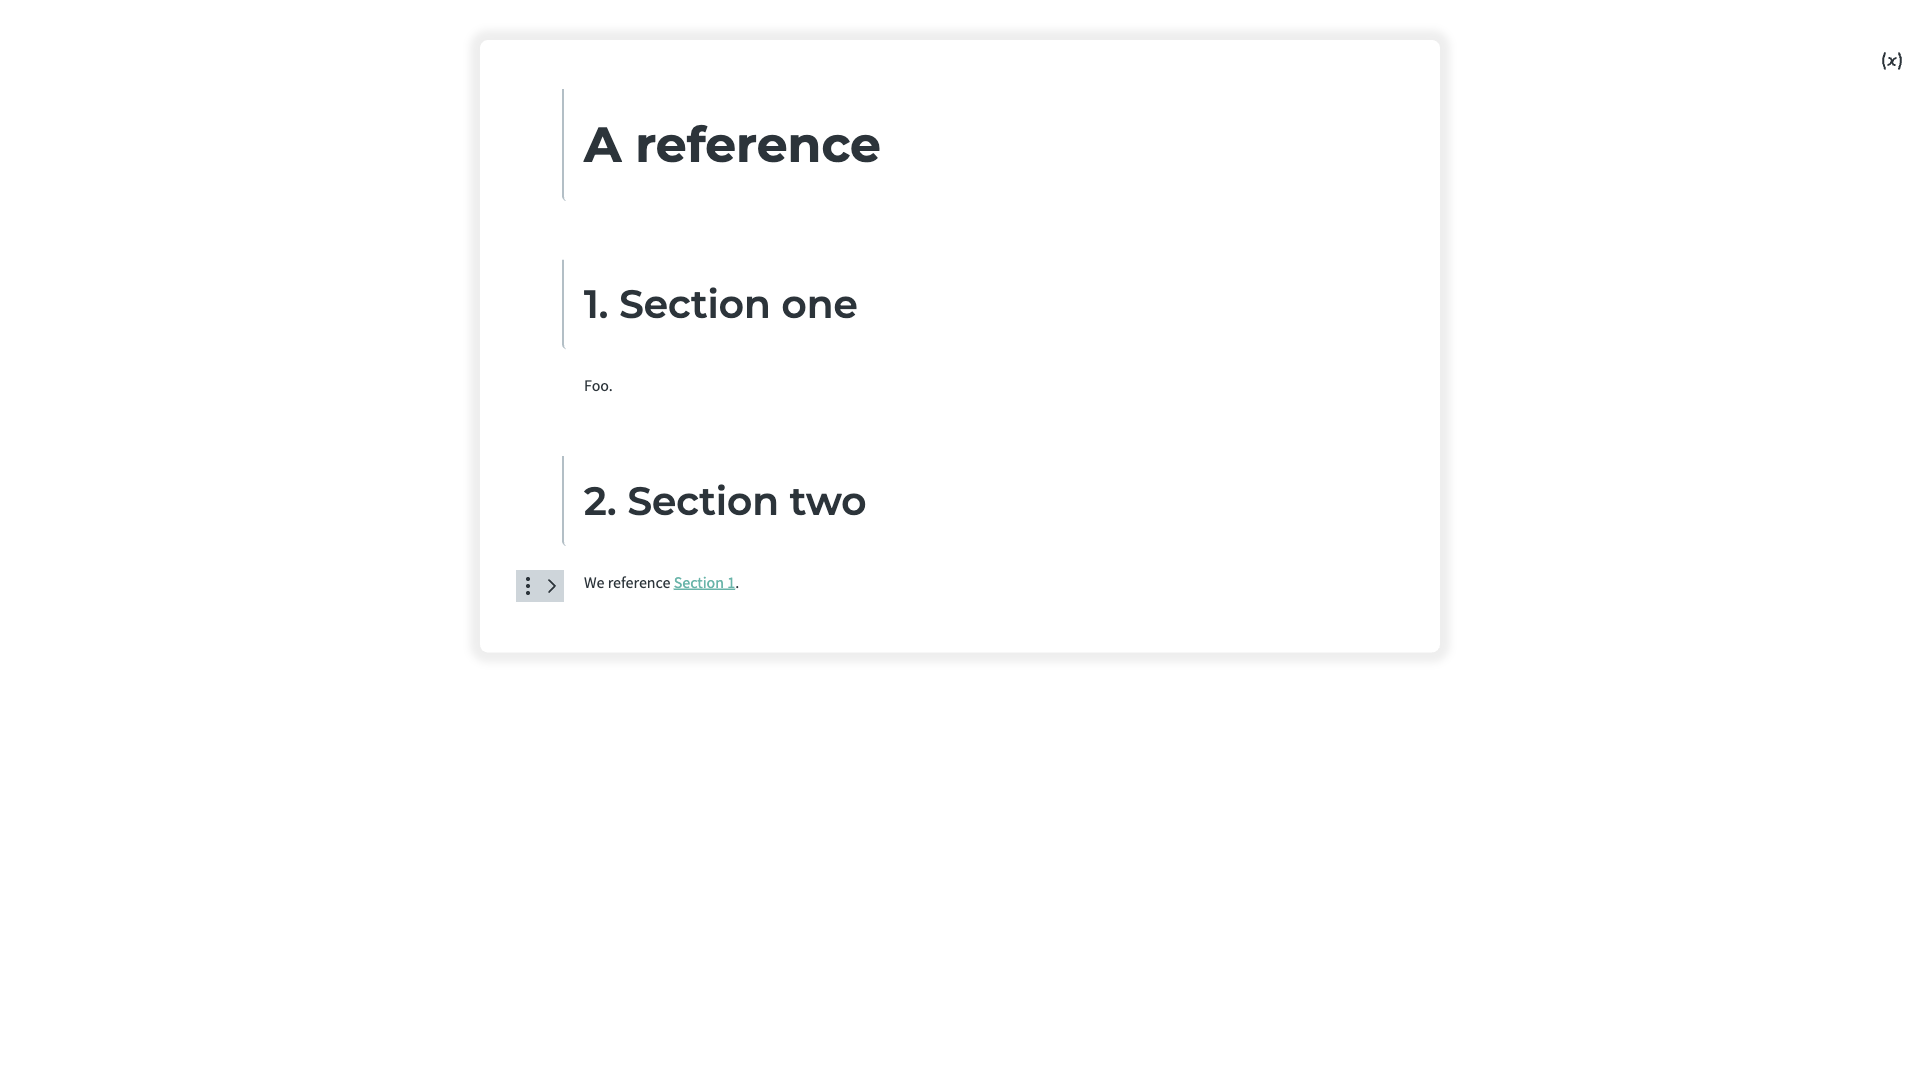 (x)
A reference
1. Section one
Foo.
2. Section two
We reference Section 1.